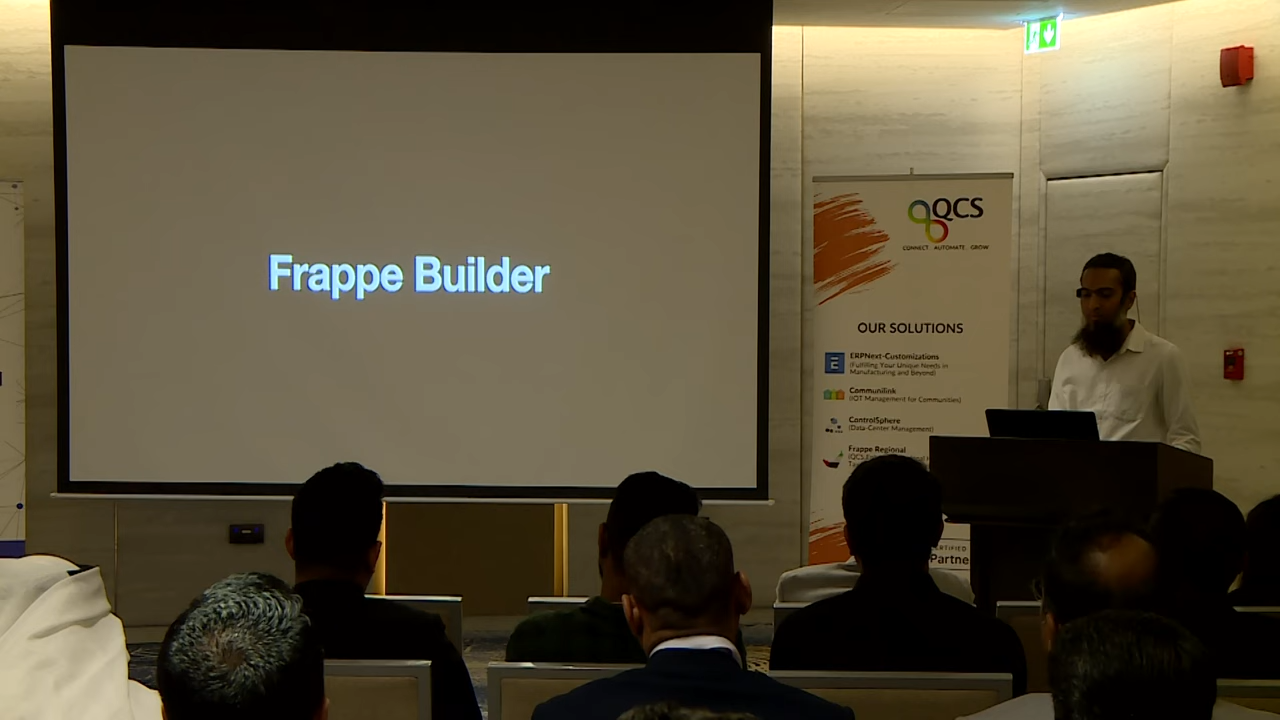 Frappe Builder
QCS
CONNECT . AUTOMATE . GROW
OUR SOLUTIONS
ERPNext-Customizations
(Fulfilling Your Unique Needs in
Manufacturing and Beyond)
Communilink
(IOT Management for Communities)
ControlSphere
(Data-Center Management)
Frappe Regional
Partne